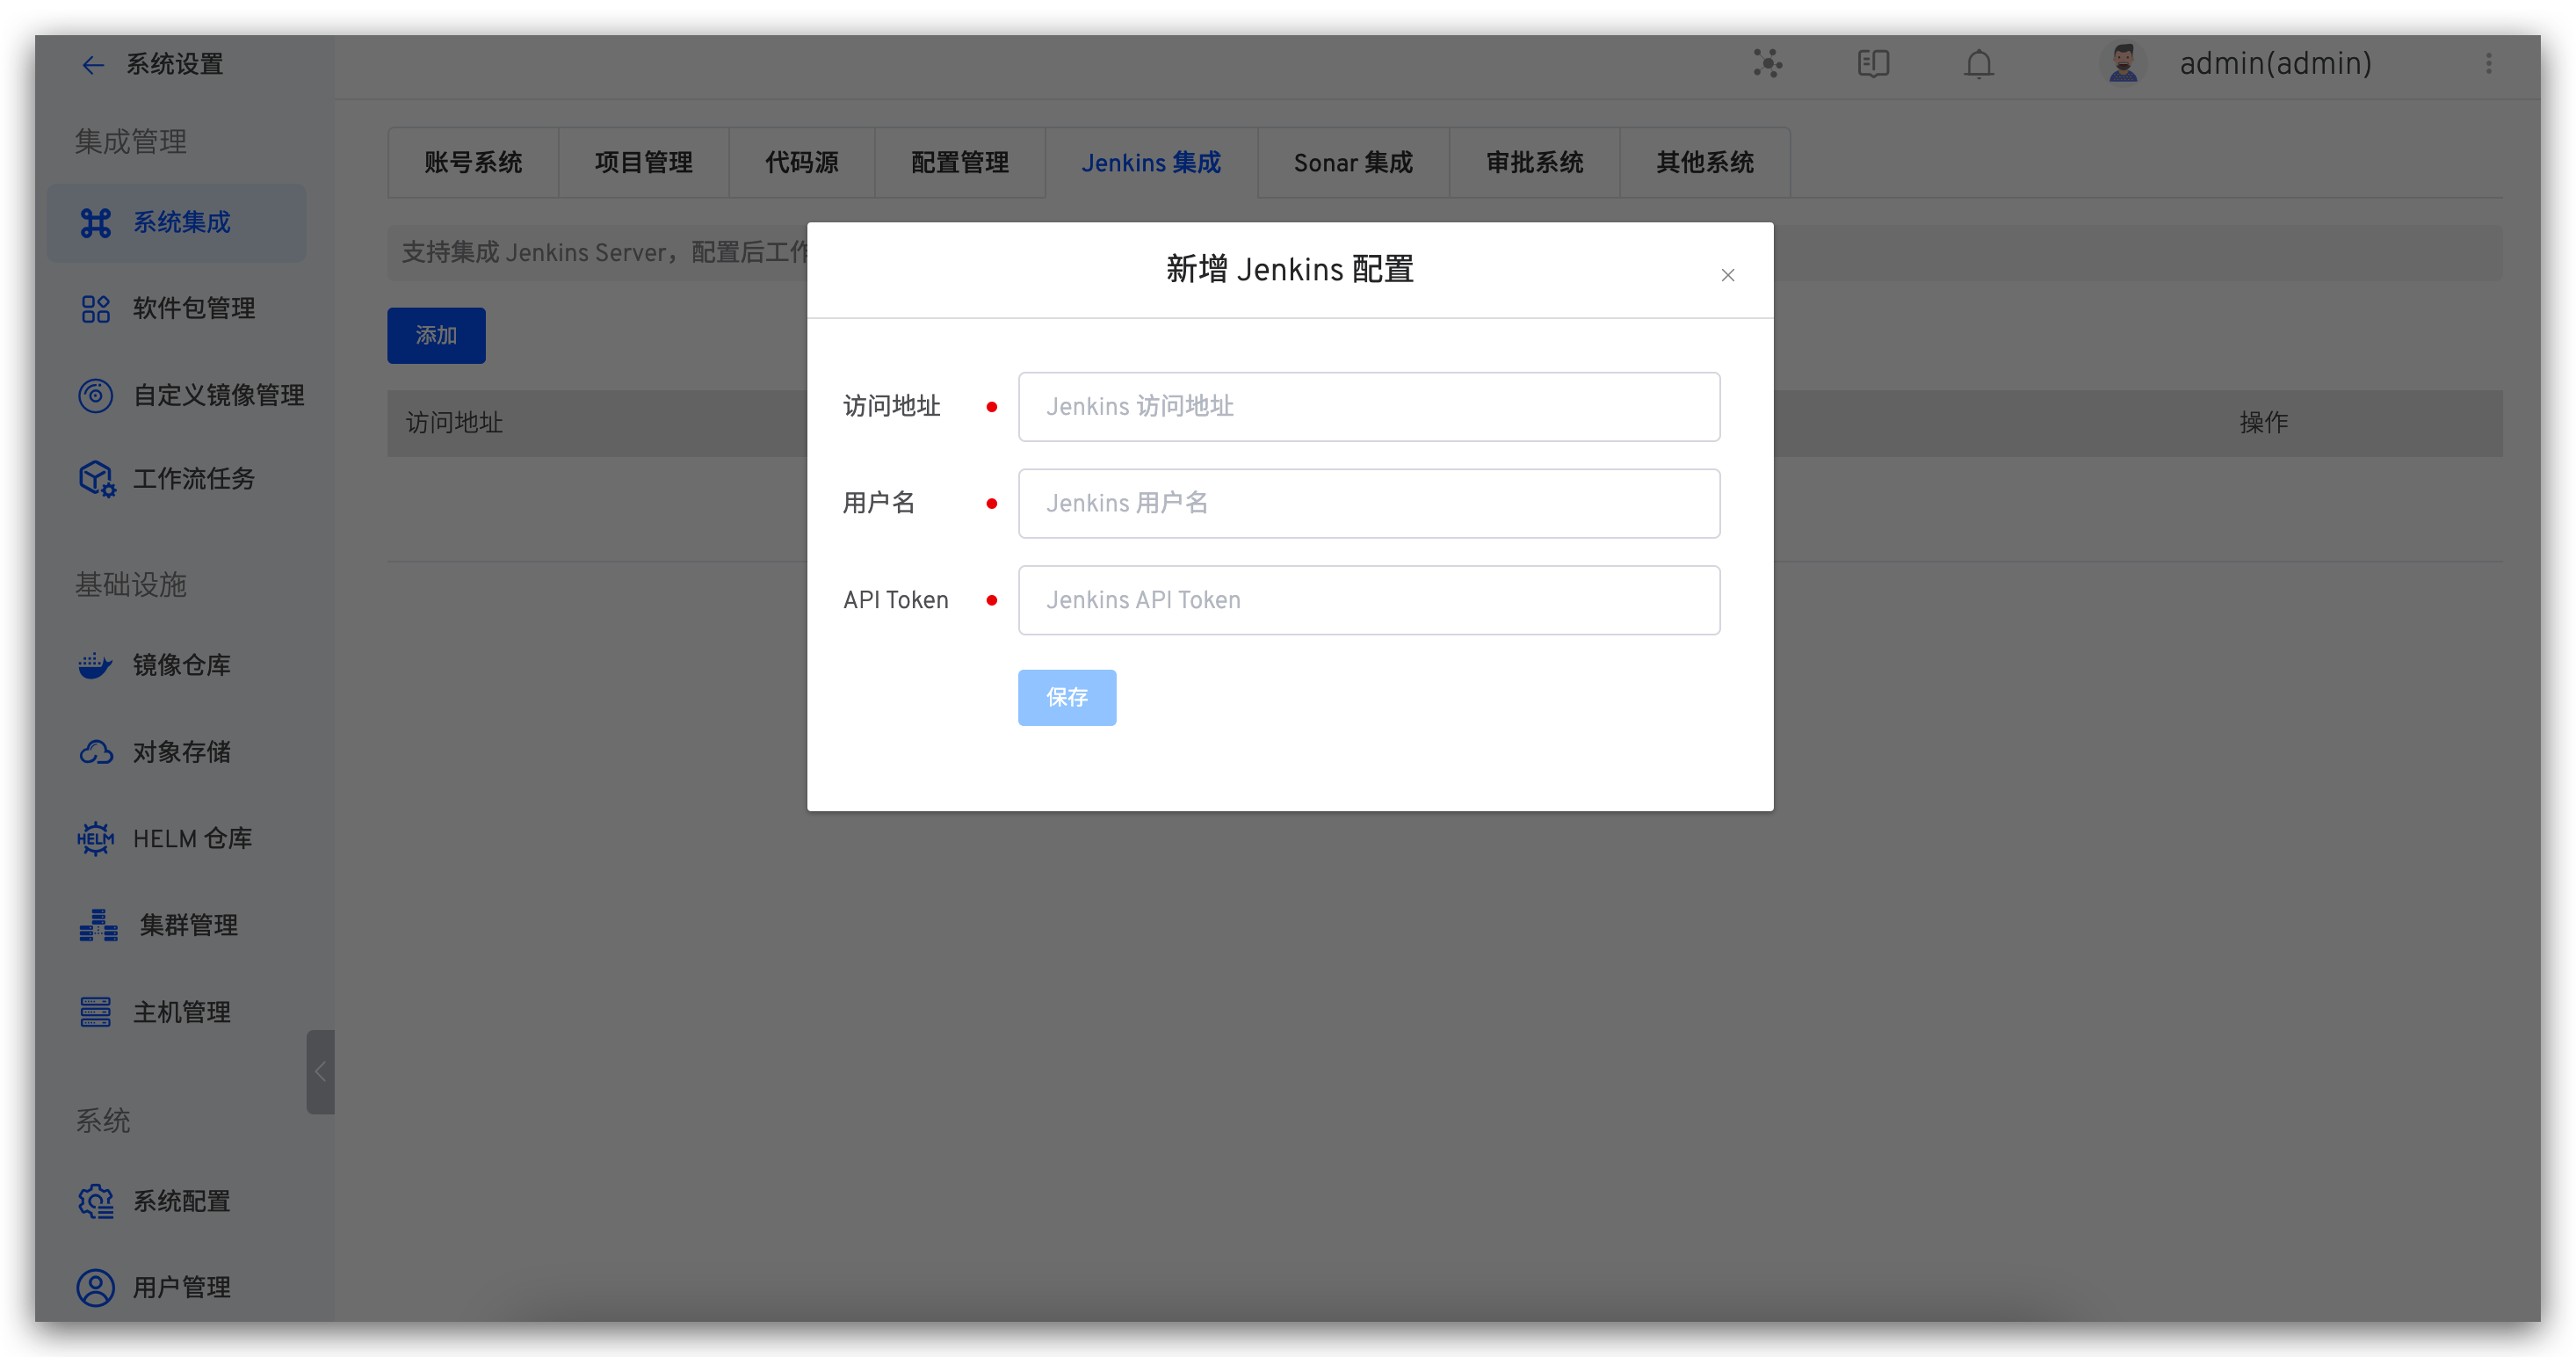 系统设置
admin(admin)
集成管理
系统集成
软件包管理
自定义镜像管理
工作流任务
基础设施
镜像仓库
对象存储
HELM
HELM 仓库
集群管理
主机管理
系统
系统配置
用户管理
账号系统
项目管理
代码源
配置管理
Jenkins 集成
Sonar 集成
审批系统
其他系统
支持集成 Jenkins Server，配置后工作
添加
访问地址
操作
新增 Jenkins 配置
访问地址
Jenkins 访问地址
用户名
Jenkins 用户名
API Token
Jenkins API Token
保存